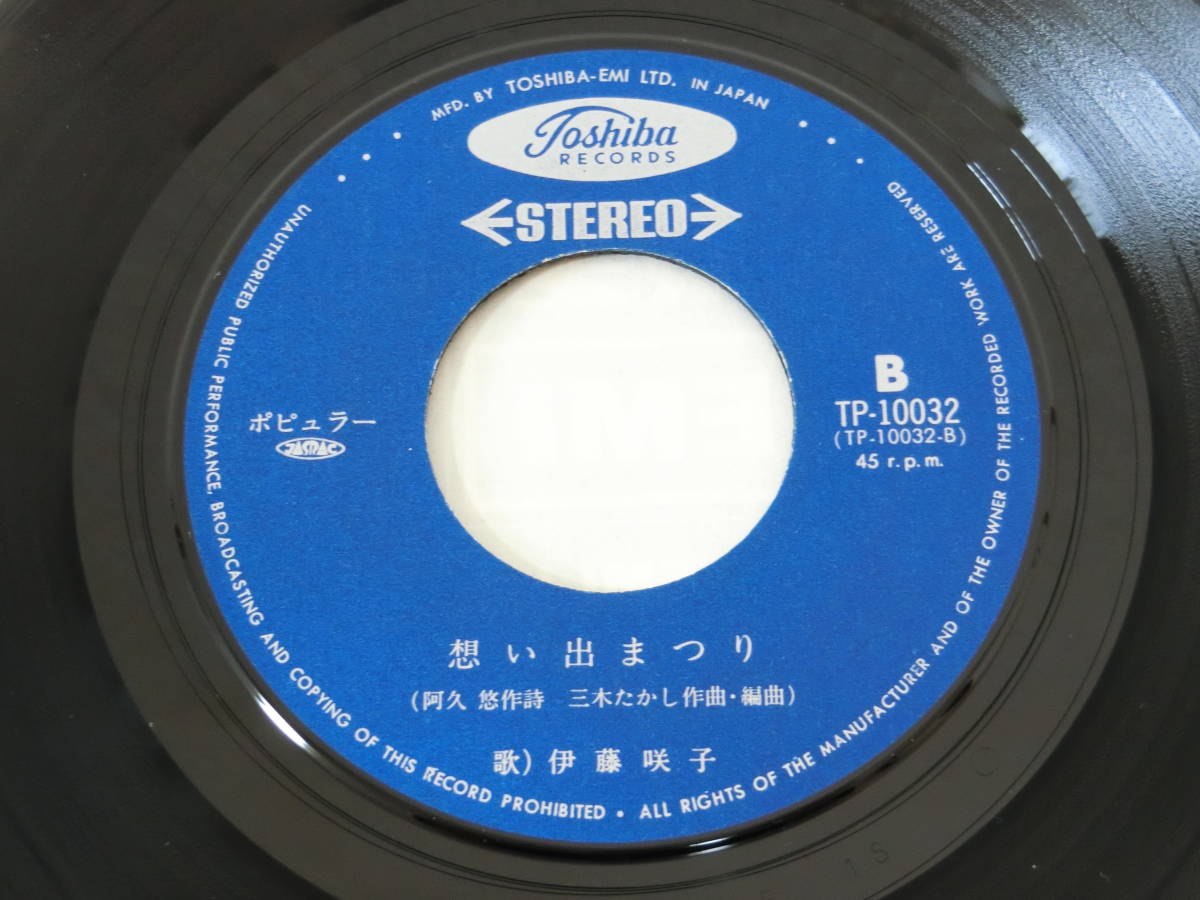 MFD. BY TOSHIBA-EMI LTD. IN JAPAN
Toshiba
RECORDS
STEREO
ポピュラー
JASRAC
B
TP-10032
(TP-10032-B)
45 r.p.m.
想い出まつり
(阿久 悠作詩 三木たかし作曲・編曲)
歌) 伊藤咲子
UNAUTHORIZED PUBLIC PERFORMANCE, BROADCASTING AND COPYING OF THIS RECORD PROHIBITED • ALL RIGHTS OF THE MANUFACTURER AND OF THE OWNER OF THE RECORDED WORK ARE RESERVED
1 S